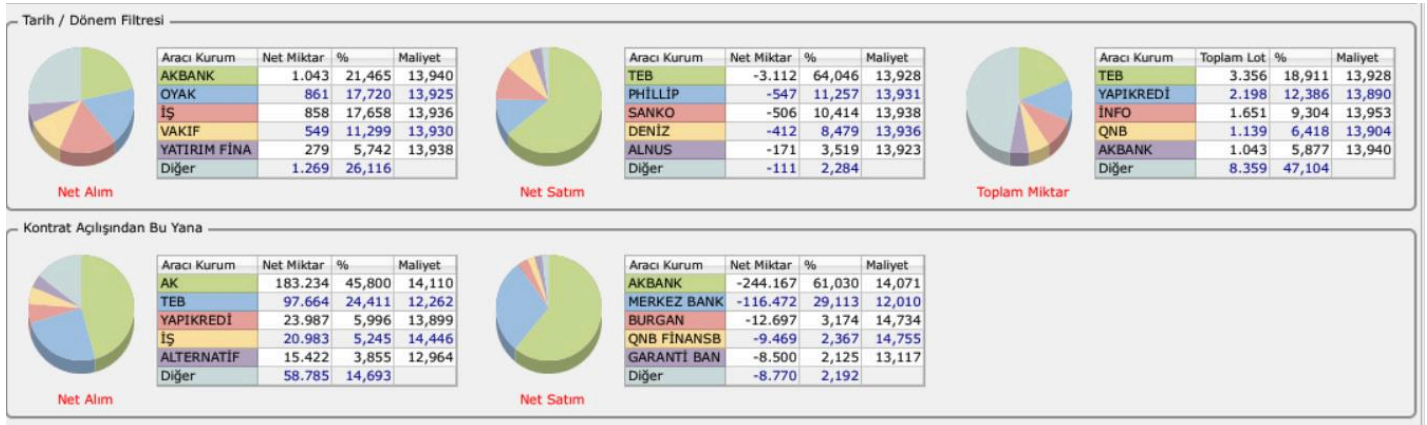 Tarih / Dönem Filtresi
Aracı Kurum Net Miktar % Maliyet
AKBANK 1.043 21,465 13,940
OYAK 861 17,720 13,925
İŞ 858 17,658 13,936
VAKIF 549 11,299 13,930
YATIRIM FİNA 279 5,742 13,938
Diğer 1.269 26,116
Net Alım
Aracı Kurum Net Miktar % Maliyet
TEB -3.112 64,046 13,928
PHİLLİP -547 11,257 13,931
SANKO -506 10,414 13,938
DENİZ -412 8,479 13,936
ALNUS -171 3,519 13,923
Diğer -111 2,284
Net Satım
Aracı Kurum Toplam Lot % Maliyet
TEB 3.356 18,911 13,928
YAPIKREDİ 2.198 12,386 13,890
İNFO 1.651 9,304 13,953
QNB 1.139 6,418 13,904
AKBANK 1.043 5,877 13,940
Diğer 8.359 47,104
Toplam Miktar
Kontrat Açılışından Bu Yana
Aracı Kurum Net Miktar % Maliyet
AK 183.234 45,800 14,110
TEB 97.664 24,411 12,262
YAPIKREDİ 23.987 5,996 13,899
İŞ 20.983 5,245 14,446
ALTERNATİF 15.422 3,855 12,964
Diğer 58.785 14,693
Net Alım
Aracı Kurum Net Miktar % Maliyet
AKBANK -244.167 61,030 14,071
MERKEZ BANK -116.472 29,113 12,010
BURGAN -12.697 3,174 14,734
QNB FİNANSB -9.469 2,367 14,755
GARANTİ BAN -8.500 2,125 13,117
Diğer -8.770 2,192
Net Satım